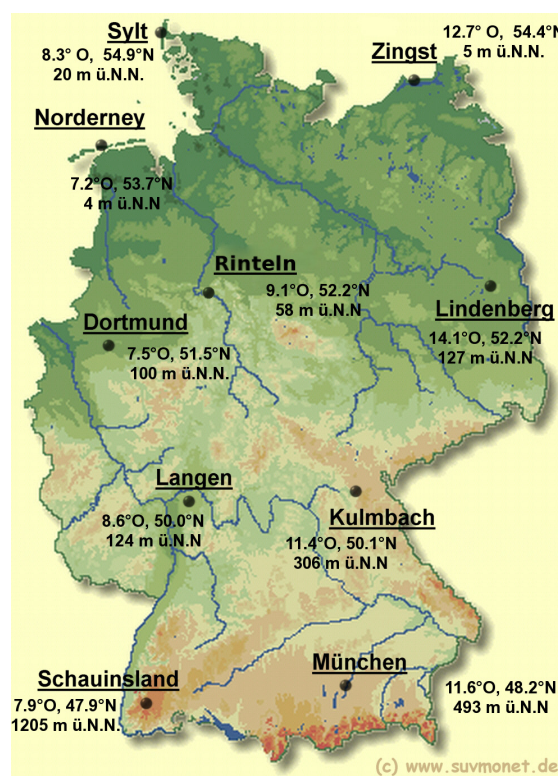 Sylt
8.3° O, 54.9°N
20 m ü.N.N.
12.7° O, 54.4°N
5 m ü.N.N.
Zingst
Norderney
7.2°O, 53.7°N
4 m ü.N.N
Rinteln
9.1°O, 52.2°N
58 m ü.N.N
Lindenberg
14.1°O, 52.2°N
127 m ü.N.N
Dortmund
7.5°O, 51.5°N
100 m ü.N.N.
Langen
8.6°O, 50.0°N
124 m ü.N.N
Kulmbach
11.4°O, 50.1°N
306 m ü.N.N
Schauinsland
7.9°O, 47.9°N
1205 m ü.N.N.
München
11.6°O, 48.2°N
493 m ü.N.N
(c) www.suvmonet.de